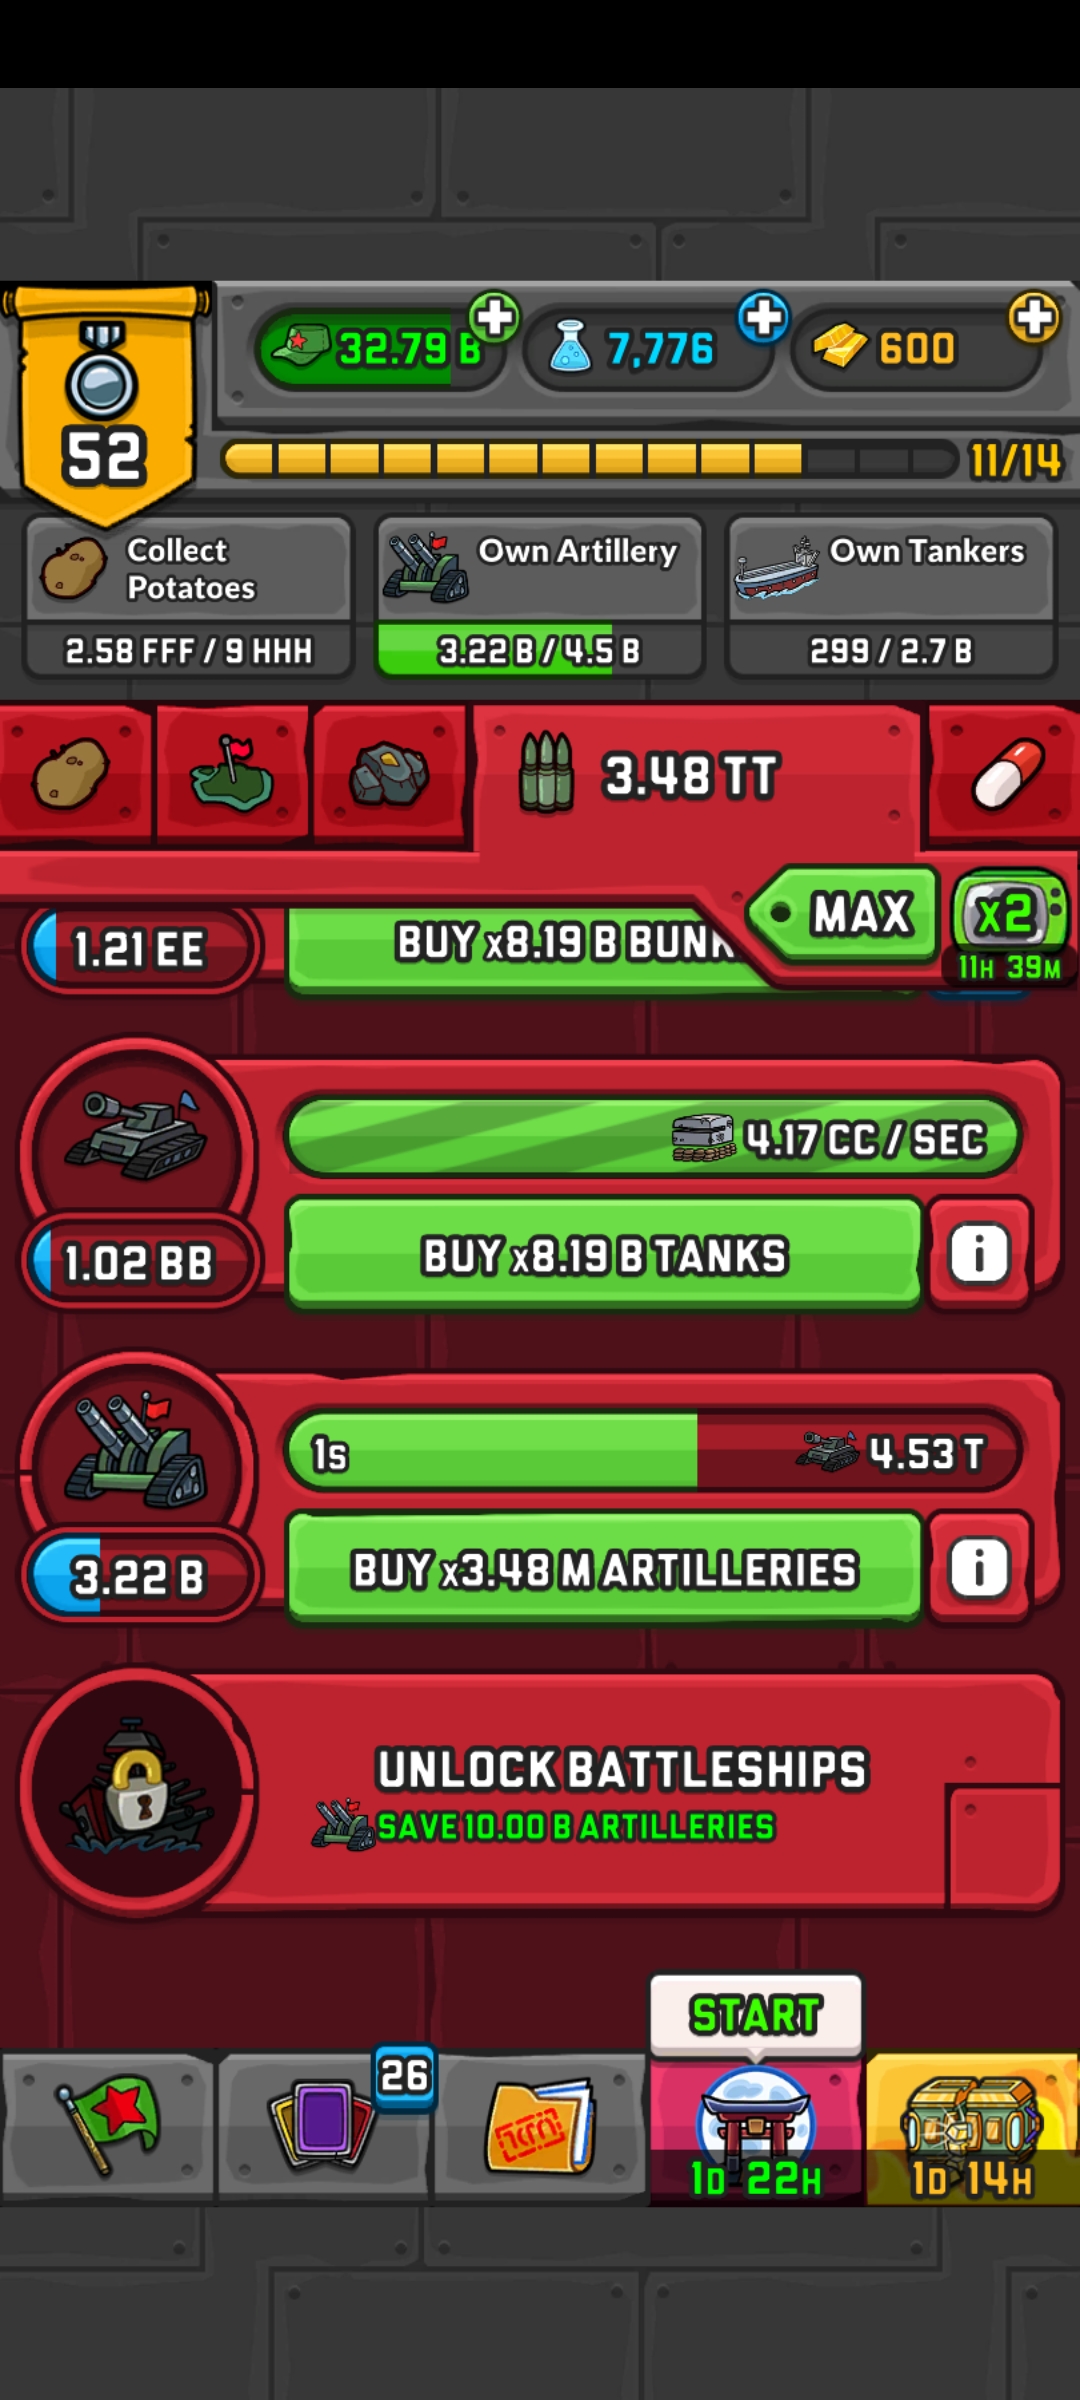 32.79 B
7,776
600
52
11/14
Collect
Potatoes
2.58 FFF / 9 HHH
Own Artillery
3.22 B / 4.5 B
Own Tankers
299 / 2.7 B
3.48 TT
MAX
x2
11H 39M
1.21 EE
BUY x8.19 B BUNK
4.17 CC / SEC
1.02 BB
BUY x8.19 B TANKS
i
1s
4.53 T
3.22 B
BUY x3.48 M ARTILLERIES
i
UNLOCK BATTLESHIPS
SAVE 10.00 B ARTILLERIES
START
26
1D 22H
1D 14H